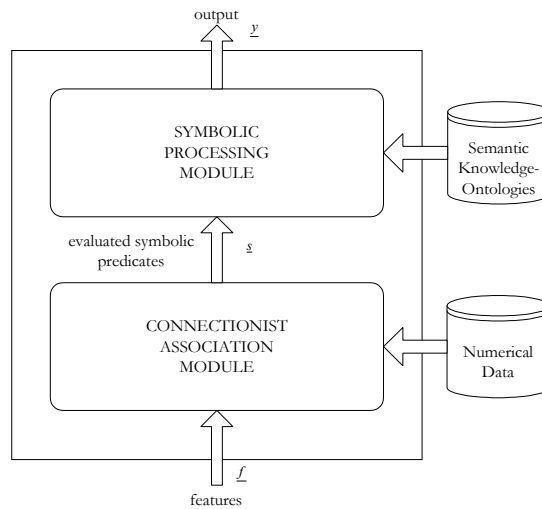 output
y
SYMBOLIC
PROCESSING
MODULE
Semantic
Knowledge-
Ontologies
evaluated symbolic
predicates
s
CONNECTIONIST
ASSOCIATION
MODULE
Numerical
Data
f
features